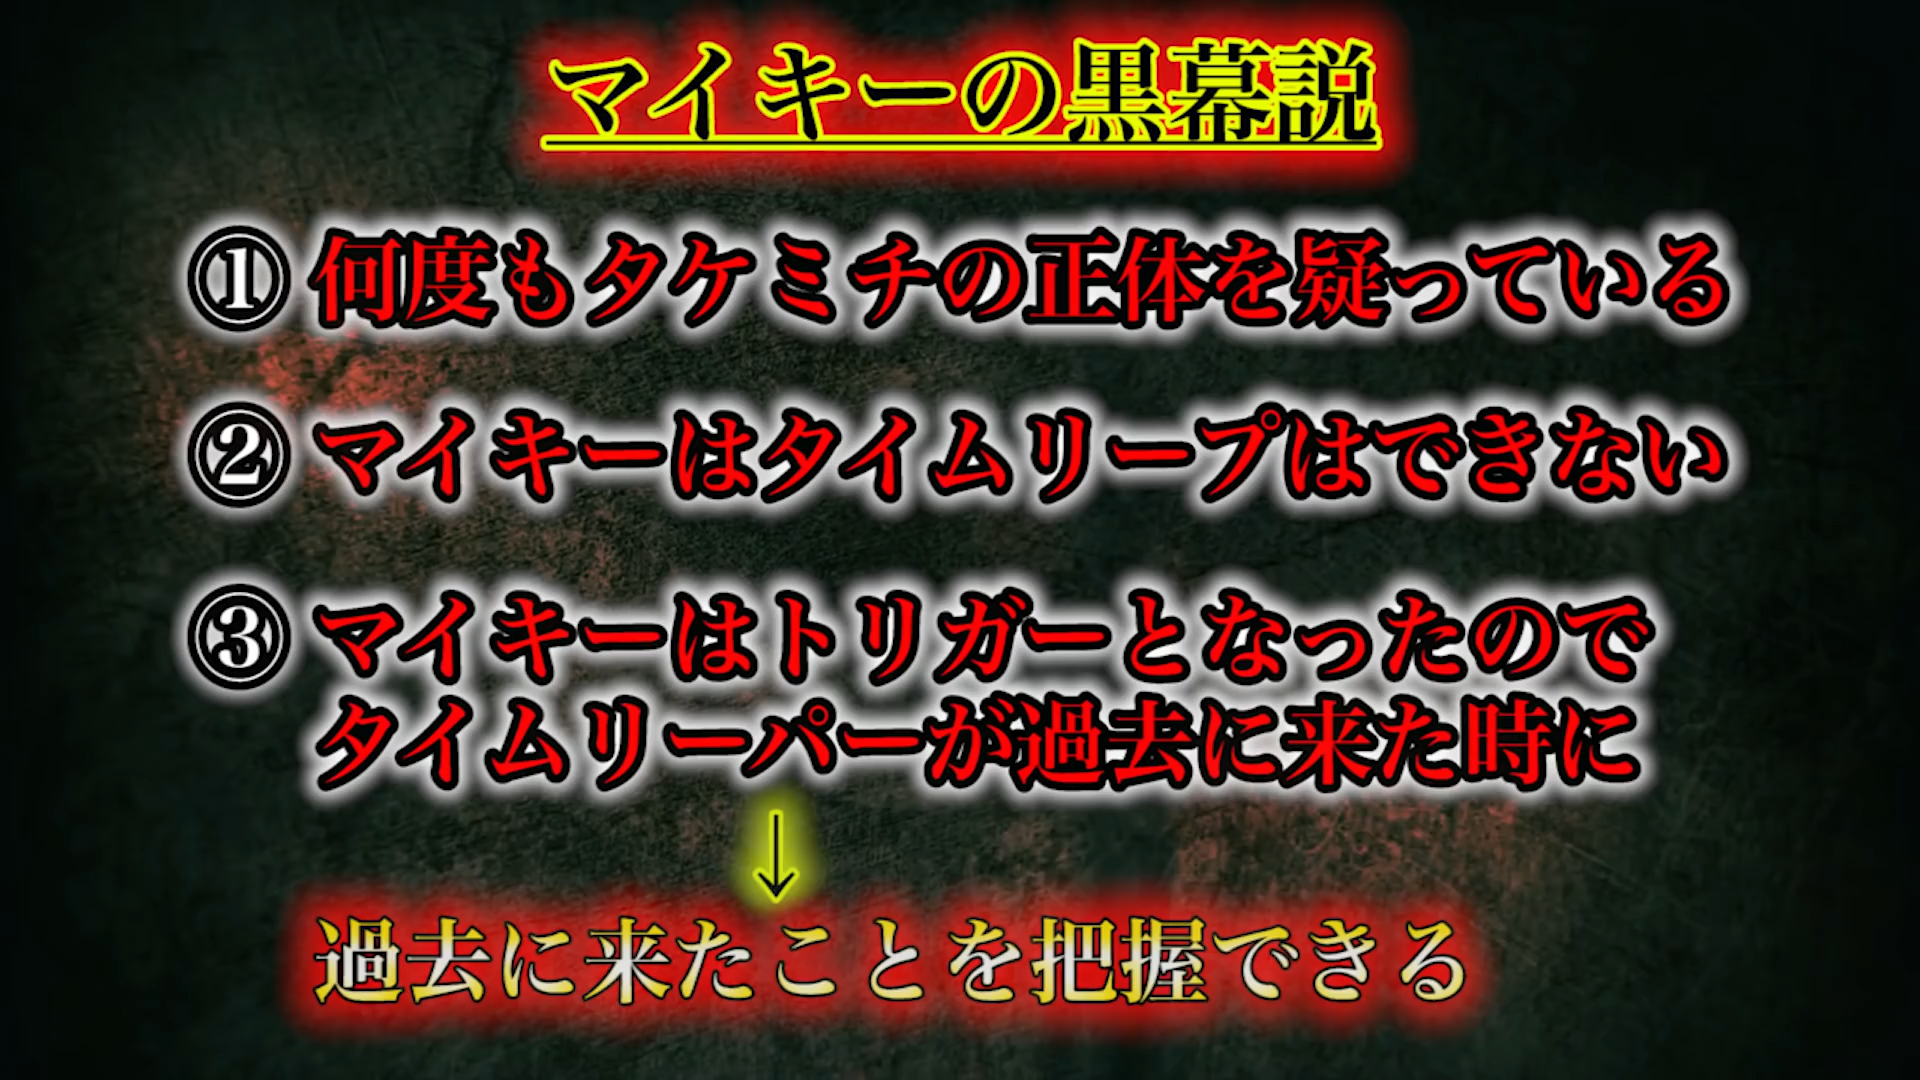 マイキーの黒幕説
① 何度もタケミチの正体を疑っている
② マイキーはタイムリープはできない
③ マイキーはトリガーとなったので
タイムリーパーが過去に来た時に
↓
過去に来たことを把握できる